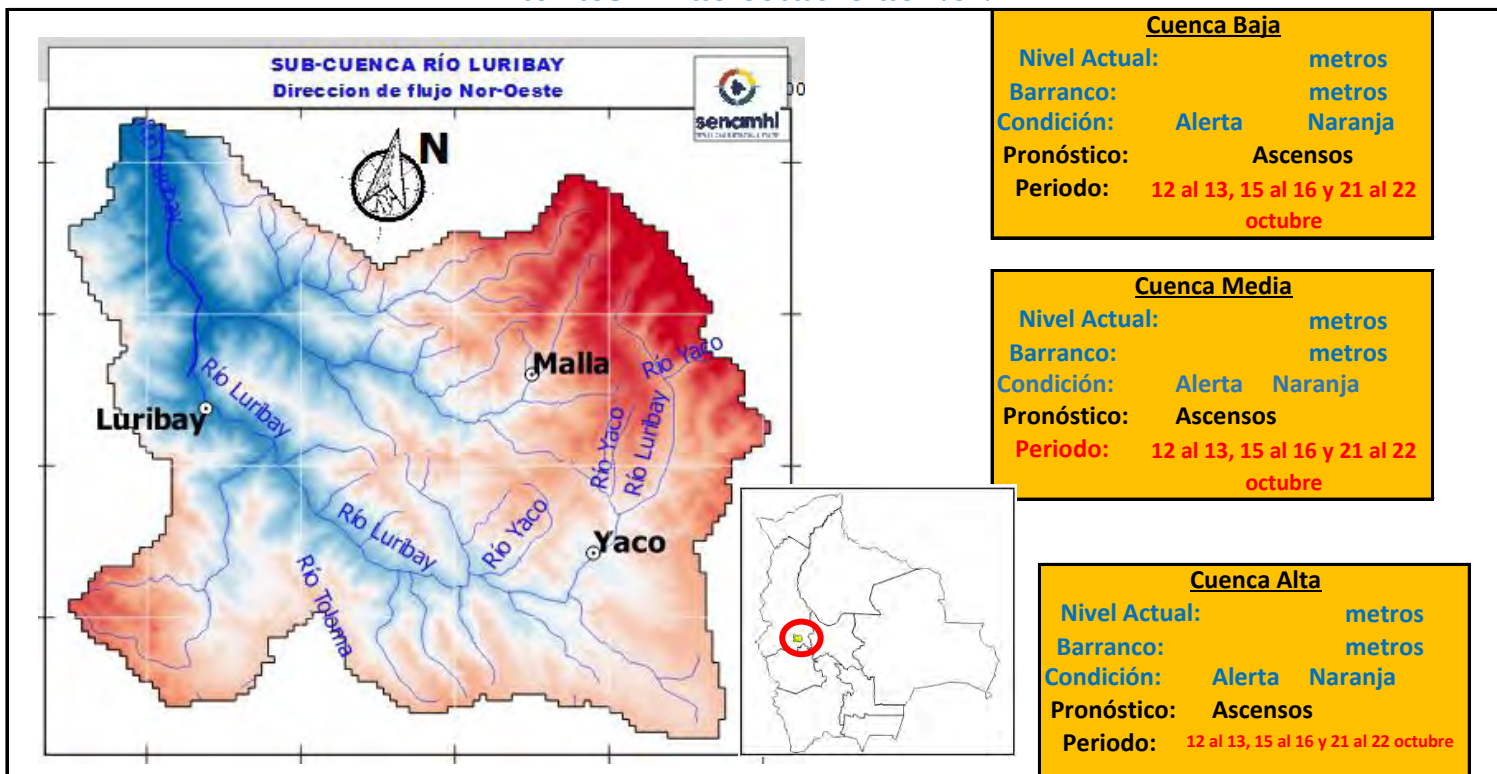 SUB-CUENCA RÍO LURIBAY
Direccion de flujo Nor-Oeste
senamhi
00
N
Río Luribay
Malla
Río Yaco
Río Luribay
Luribay
Río Yaco
Río Luribay
Río Luribay
Río Yaco
Yaco
Río Tolama
Cuenca Baja
Nivel Actual: metros
Barranco: metros
Condición: Alerta Naranja
Pronóstico: Ascensos
Periodo: 12 al 13, 15 al 16 y 21 al 22
octubre
Cuenca Media
Nivel Actual: metros
Barranco: metros
Condición: Alerta Naranja
Pronóstico: Ascensos
Periodo: 12 al 13, 15 al 16 y 21 al 22
octubre
Cuenca Alta
Nivel Actual: metros
Barranco: metros
Condición: Alerta Naranja
Pronóstico: Ascensos
Periodo: 12 al 13, 15 al 16 y 21 al 22 octubre